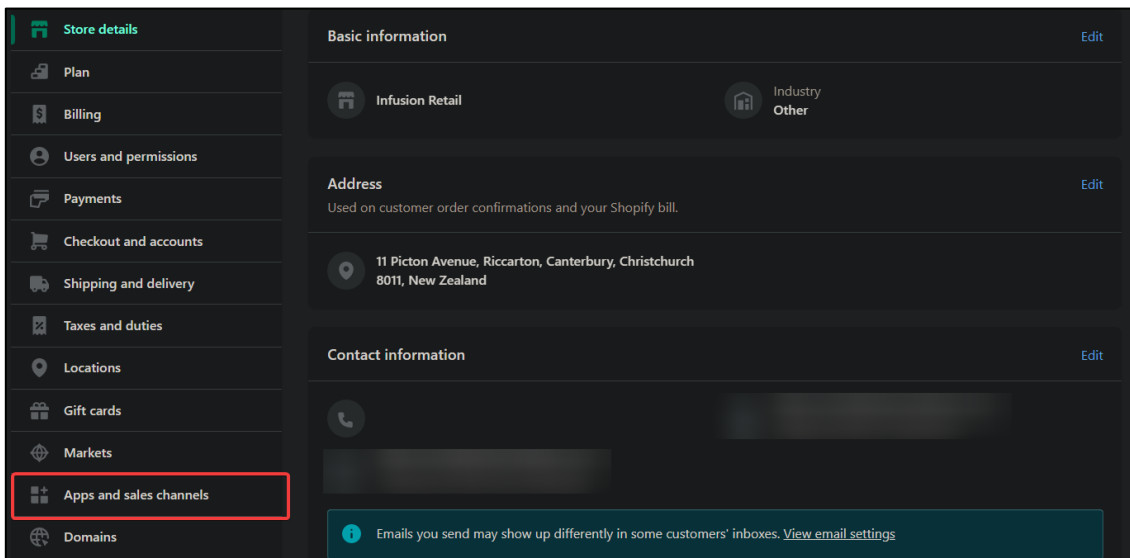 Store details
Plan
Billing
Users and permissions
Payments
Checkout and accounts
Shipping and delivery
Taxes and duties
Locations
Gift cards
Markets
Apps and sales channels
Domains
Basic information
Edit
Infusion Retail
Industry
Other
Address
Edit
Used on customer order confirmations and your Shopify bill.
11 Picton Avenue, Riccarton, Canterbury, Christchurch
8011, New Zealand
Contact information
Edit
Emails you send may show up differently in some customers' inboxes. View email settings